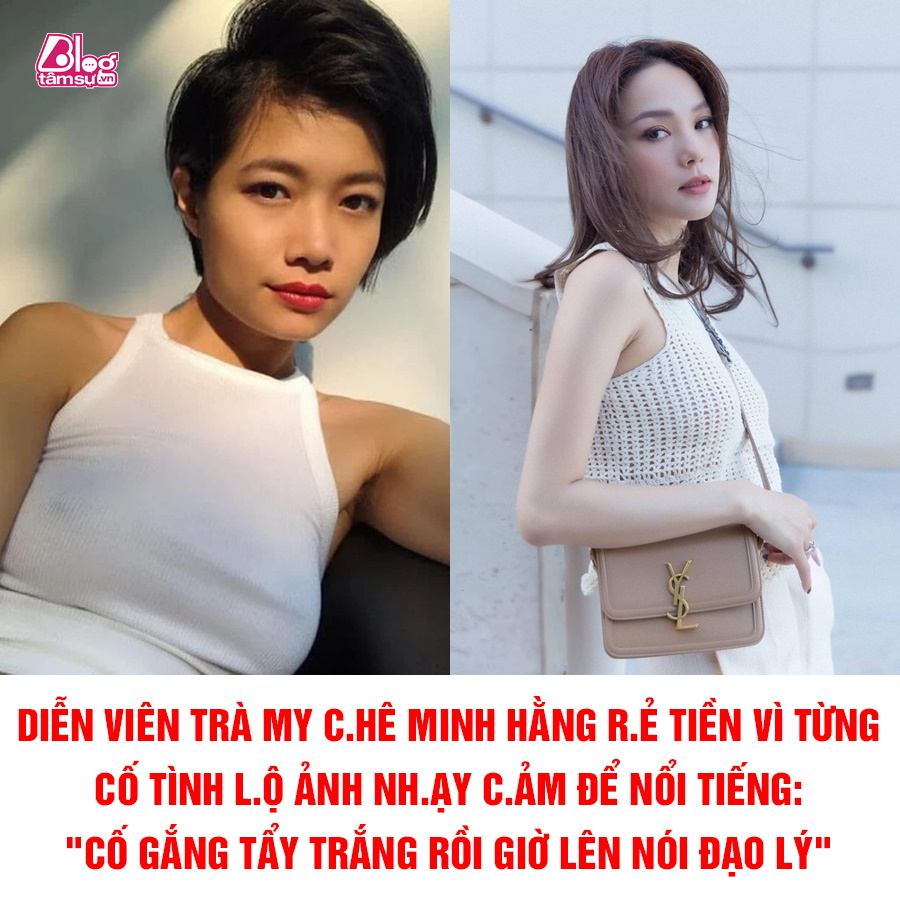 Blog
tâmsự.vn
YSL
DIỄN VIÊN TRÀ MY C.HÊ MINH HẰNG R.Ẻ TIỀN VÌ TỪNG
CỐ TÌNH L.Ộ ẢNH NH.ẠY C.ẢM ĐỂ NỔI TIẾNG:
"CỐ GẮNG TẨY TRẮNG RỒI GIỜ LÊN NÓI ĐẠO LÝ"